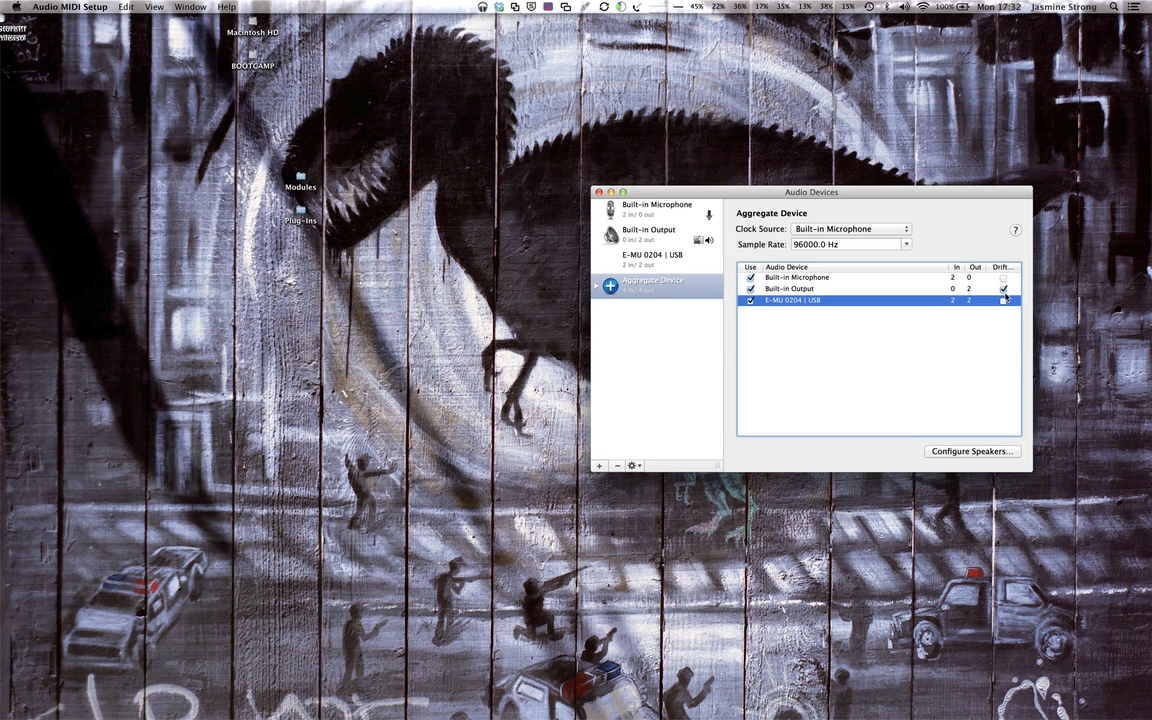 Audio MIDI Setup Edit View Window Help 45% 22% 36% 17% 35% 13% 38% 15% 100% Mon 17:32 Jasmine Strong
Macintosh HD
BOOTCAMP
Modules
Plug-Ins
Audio Devices
Built-in Microphone
2 in/ 0 out
Built-in Output
0 in/ 2 out
E-MU 0204 | USB
2 in/ 2 out
Aggregate Device
Aggregate Device
Clock Source: Built-in Microphone
Sample Rate: 96000.0 Hz
?
Use Audio Device In Out Drift...
Built-in Microphone 2 0
Built-in Output 0 2
E-MU 0204 | USB 2 2
Configure Speakers...